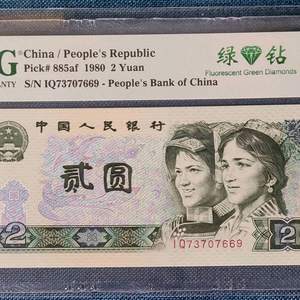 G China / People's Republic
Pick# 885af 1980 2 Yuan
S/N IQ73707669 - People's Bank of China
绿 钻
Fluorescent Green Diamonds
中国人民银行
贰圆
IQ73707669
2 2